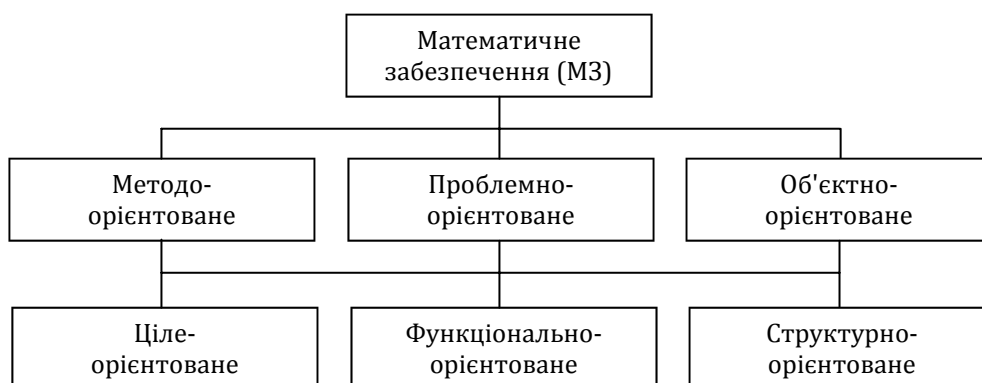 Математичне
забезпечення (МЗ)
Методо-
орієнтоване
Проблемно-
орієнтоване
Об'єктно-
орієнтоване
Ціле-
орієнтоване
Функціонально-
орієнтоване
Структурно-
орієнтоване